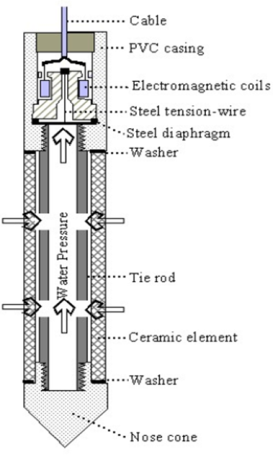 Cable
PVC casing
Electromagnetic coils
Steel tension-wire
Steel diaphragm
Washer
Water Pressure
Tie rod
Ceramic element
Washer
Nose cone